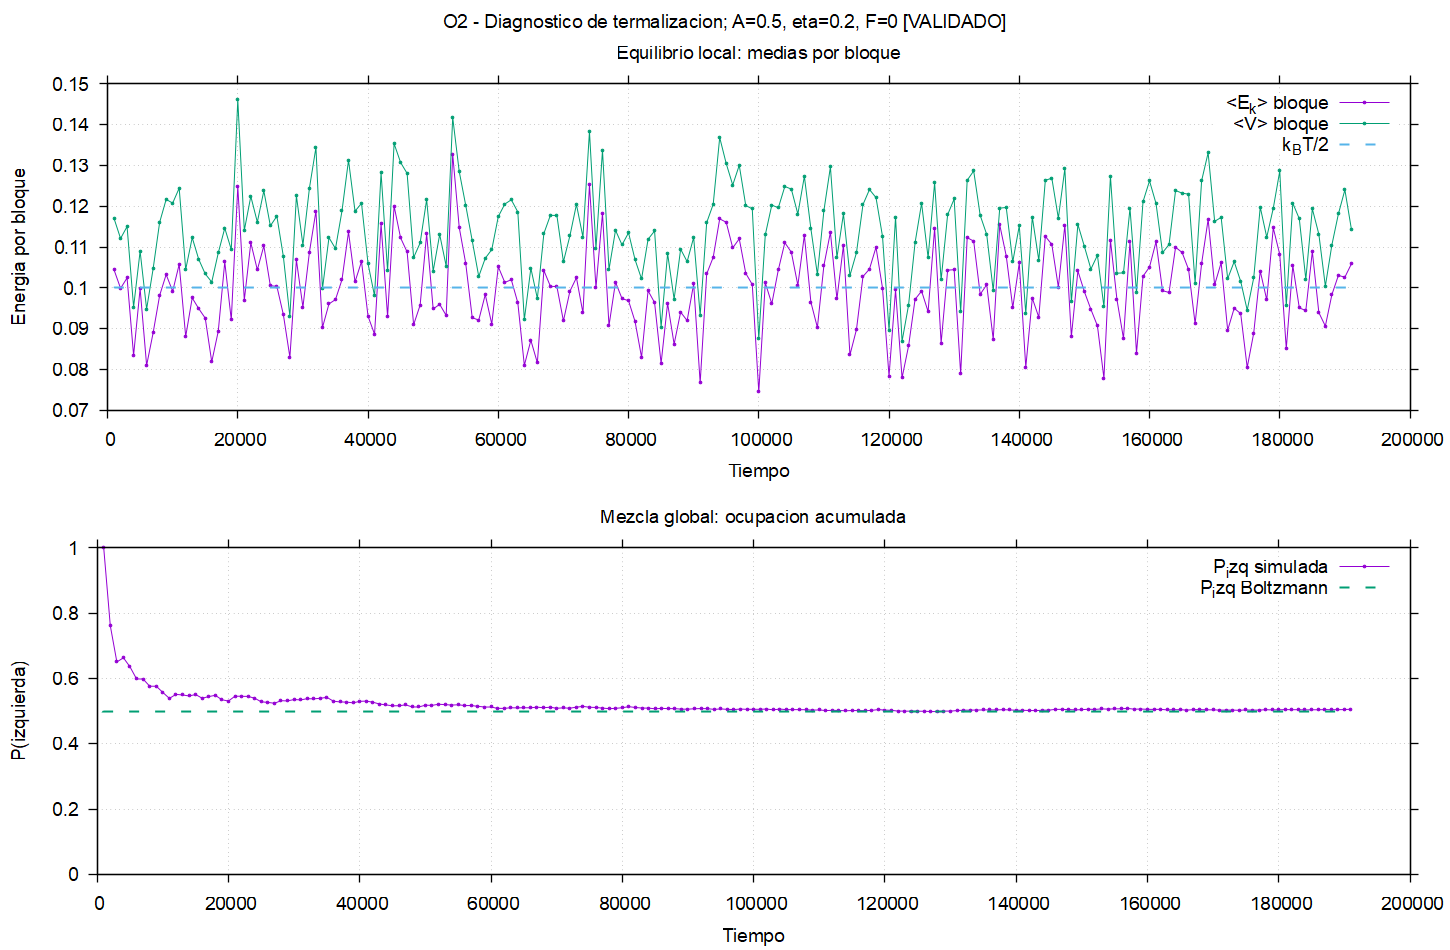 O2 - Diagnostico de termalizacion; A=0.5, eta=0.2, F=0 [VALIDADO]
Equilibrio local: medias por bloque
<E_k> bloque
<V> bloque
k_BT/2
Energia por bloque
0.15
0.14
0.13
0.12
0.11
0.1
0.09
0.08
0.07
0 20000 40000 60000 80000 100000 120000 140000 160000 180000 200000
Tiempo
Mezcla global: ocupacion acumulada
P_izq simulada
P_izq Boltzmann
P(izquierda)
1
0.8
0.6
0.4
0.2
0
0 20000 40000 60000 80000 100000 120000 140000 160000 180000 200000
Tiempo